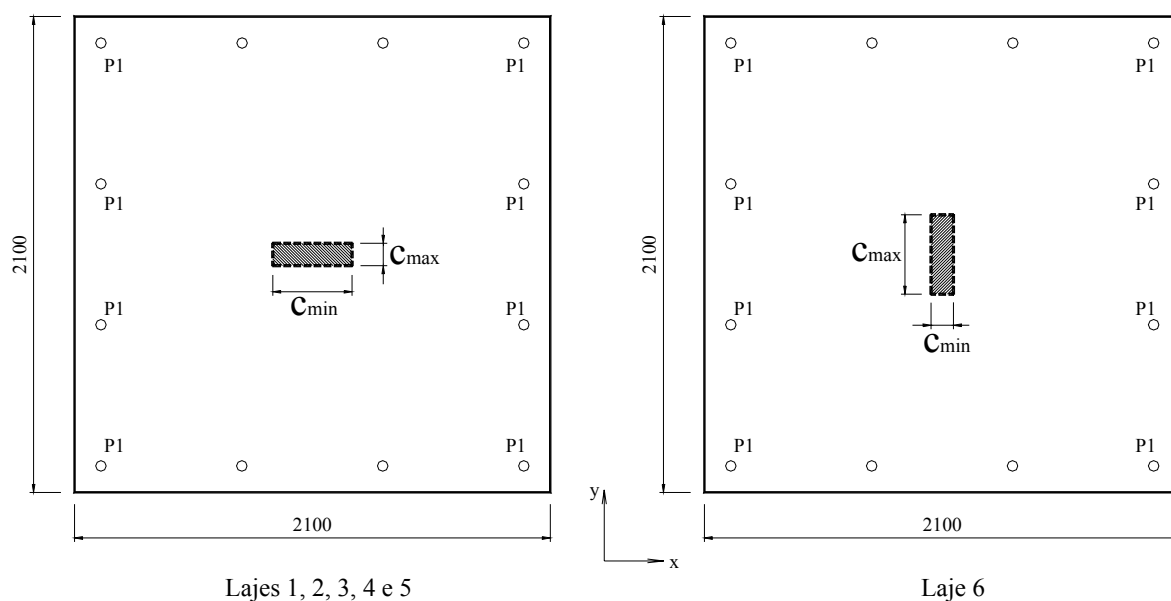 P1 P1 P1 P1
P1 P1 P1 P1
2100 Cmax 2100 Cmax
Cmin
P1 P1 P1 P1
Cmin
P1 P1 P1 P1
y
2100 2100
x
Lajes 1, 2, 3, 4 e 5 Laje 6